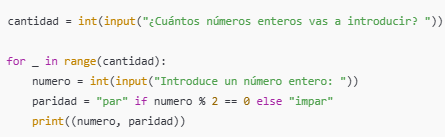 cantidad = int(input("¿Cuántos números enteros vas a introducir? "))
for _ in range(cantidad):
    numero = int(input("Introduce un número entero: "))
    paridad = "par" if numero % 2 == 0 else "impar"
    print((numero, paridad))